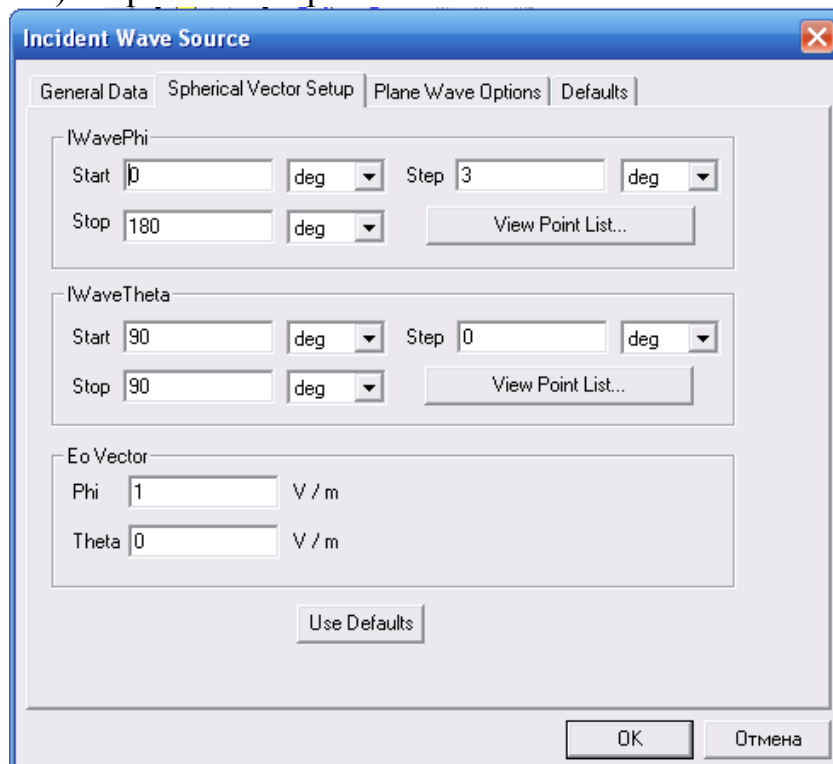 Incident Wave Source
General Data Spherical Vector Setup Plane Wave Options Defaults
IWavePhi
Start 0 deg Step 3 deg
Stop 180 deg View Point List...
IWaveTheta
Start 90 deg Step 0 deg
Stop 90 deg View Point List...
Eo Vector
Phi 1 V / m
Theta 0 V / m
Use Defaults
OK Отмена